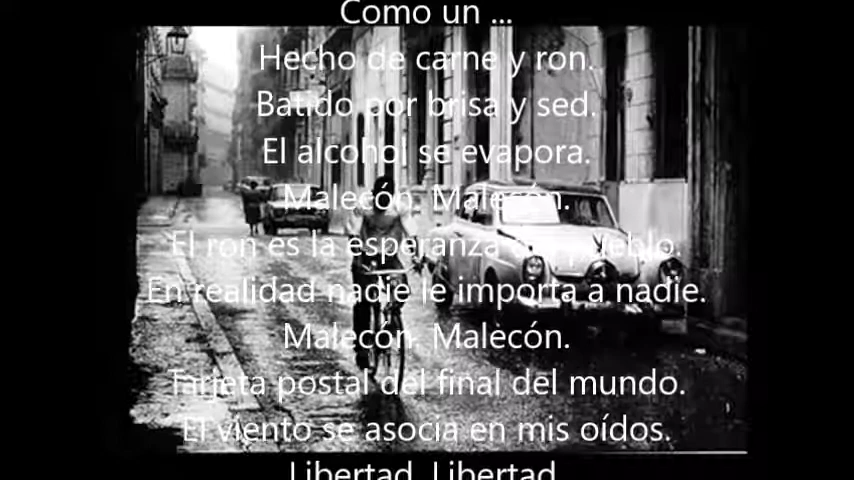 Como un ...
Hecho de carne y ron.
Batido por brisa y sed.
El alcohol se evapora.
Malecón. Malecón.
El ron es la esperanza del pueblo.
En realidad nadie le importa a nadie.
Malecón. Malecón.
Tarjeta postal del final del mundo.
El viento se asocia en mis oídos.
Libertad. Libertad